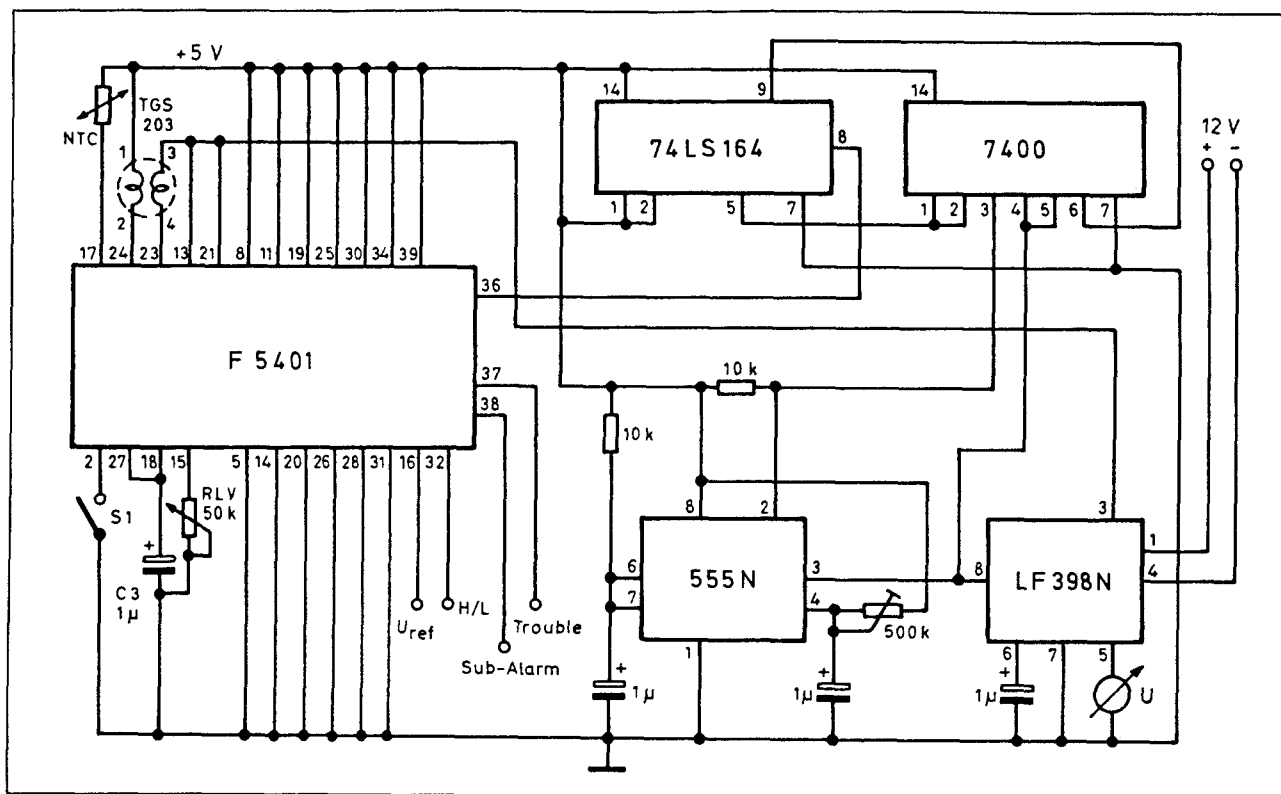 +5 V
NTC
TGS
203
1 3
2 4
17 24 23 13 21 8 11 19 25 30 34 39
F 5401
36
37
38
2 27 18 15 5 14 20 26 28 31 16 32
S1
+
C3
1µ
RLV
50 k
Uref
H/L
Sub-Alarm
Trouble
14 9
74LS164
8
1 2 5 7
14
7400
1 2 3 4 5 6 7
12 V
+ -
10 k
10 k
8 2
6
7
555N
3
4
1
500k
+
1µ
+
1µ
3
8
LF398N
1
4
6 7 5
+
1µ
U